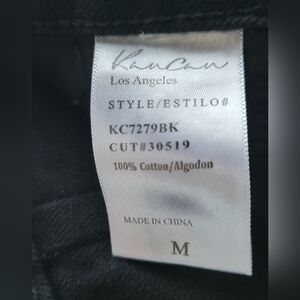 KanCan
Los Angeles
STYLE/ESTILO#
KC7279BK
CUT#30519
100% Cotton/Algodon
MADE IN CHINA
M